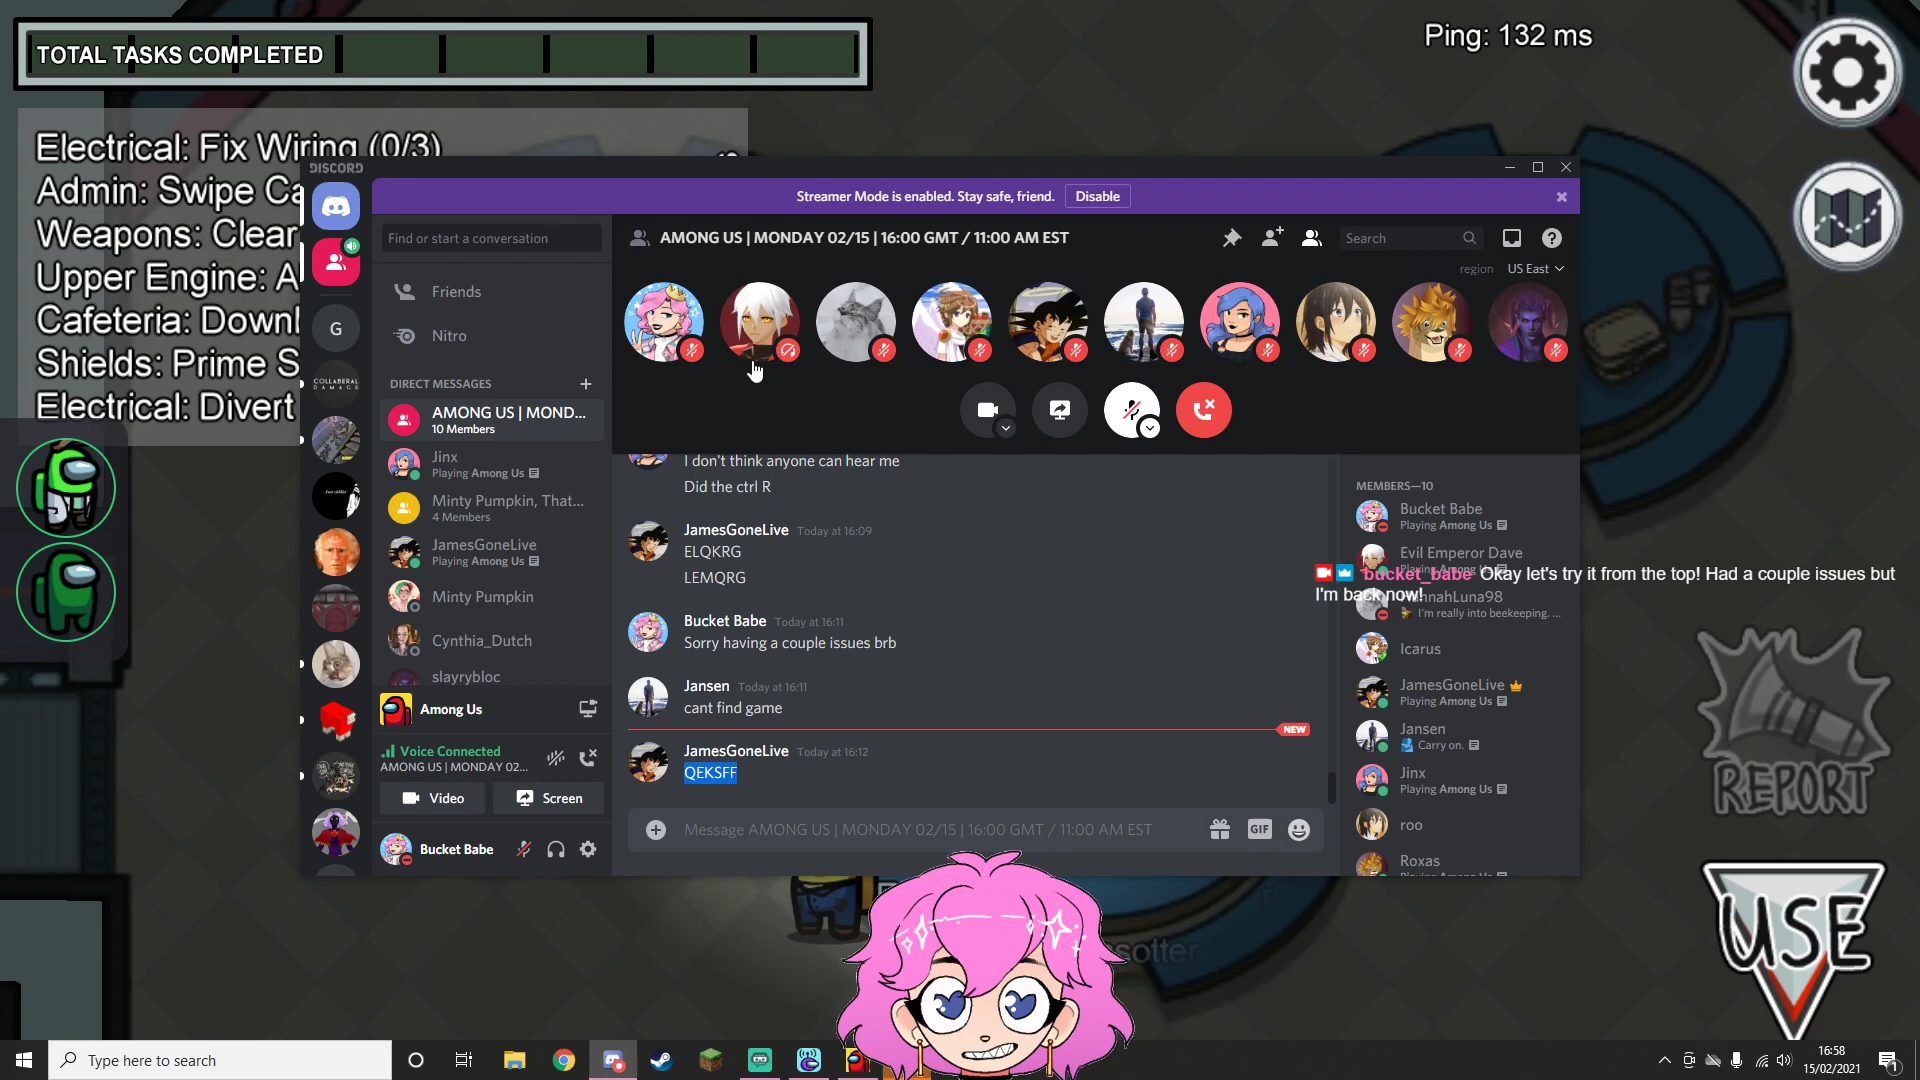 TOTAL TASKS COMPLETED
Ping: 132 ms
Electrical: Fix Wiring (0/3)
Admin: Swipe Ca
Weapons: Clear
Upper Engine: A
Cafeteria: Downl
Shields: Prime S
Electrical: Divert
DISCORD
Streamer Mode is enabled. Stay safe, friend.
Disable
Find or start a conversation
AMONG US | MONDAY 02/15 | 16:00 GMT / 11:00 AM EST
Search
region US East
G
COLLABERAL
DAMAGE
Friends
Nitro
DIRECT MESSAGES
AMONG US | MOND...
10 Members
Jinx
Playing Among Us
Minty Pumpkin, That...
4 Members
JamesGoneLive
Playing Among Us
Minty Pumpkin
Cynthia_Dutch
slayrybloc
Among Us
Voice Connected
AMONG US | MONDAY 02...
Video
Screen
Bucket Babe
I don't think anyone can hear me
Did the ctrl R
JamesGoneLive Today at 16:09
ELQKRG
LEMQRG
Bucket Babe Today at 16:11
Sorry having a couple issues brb
Jansen Today at 16:11
cant find game
NEW
JamesGoneLive Today at 16:12
QEKSFF
Message AMONG US | MONDAY 02/15 | 16:00 GMT / 11:00 AM EST
GIF
MEMBERS—10
Bucket Babe
Playing Among Us
Evil Emperor Dave
bucket_babe Okay let's try it from the top! Had a couple issues but
I'm back now!
I'm really into beekeeping. ...
Icarus
JamesGoneLive
Playing Among Us
Jansen
Carry on.
Jinx
Playing Among Us
roo
Roxas
Playing Among Us
REPORT
USE
Type here to search
16:58
15/02/2021
1